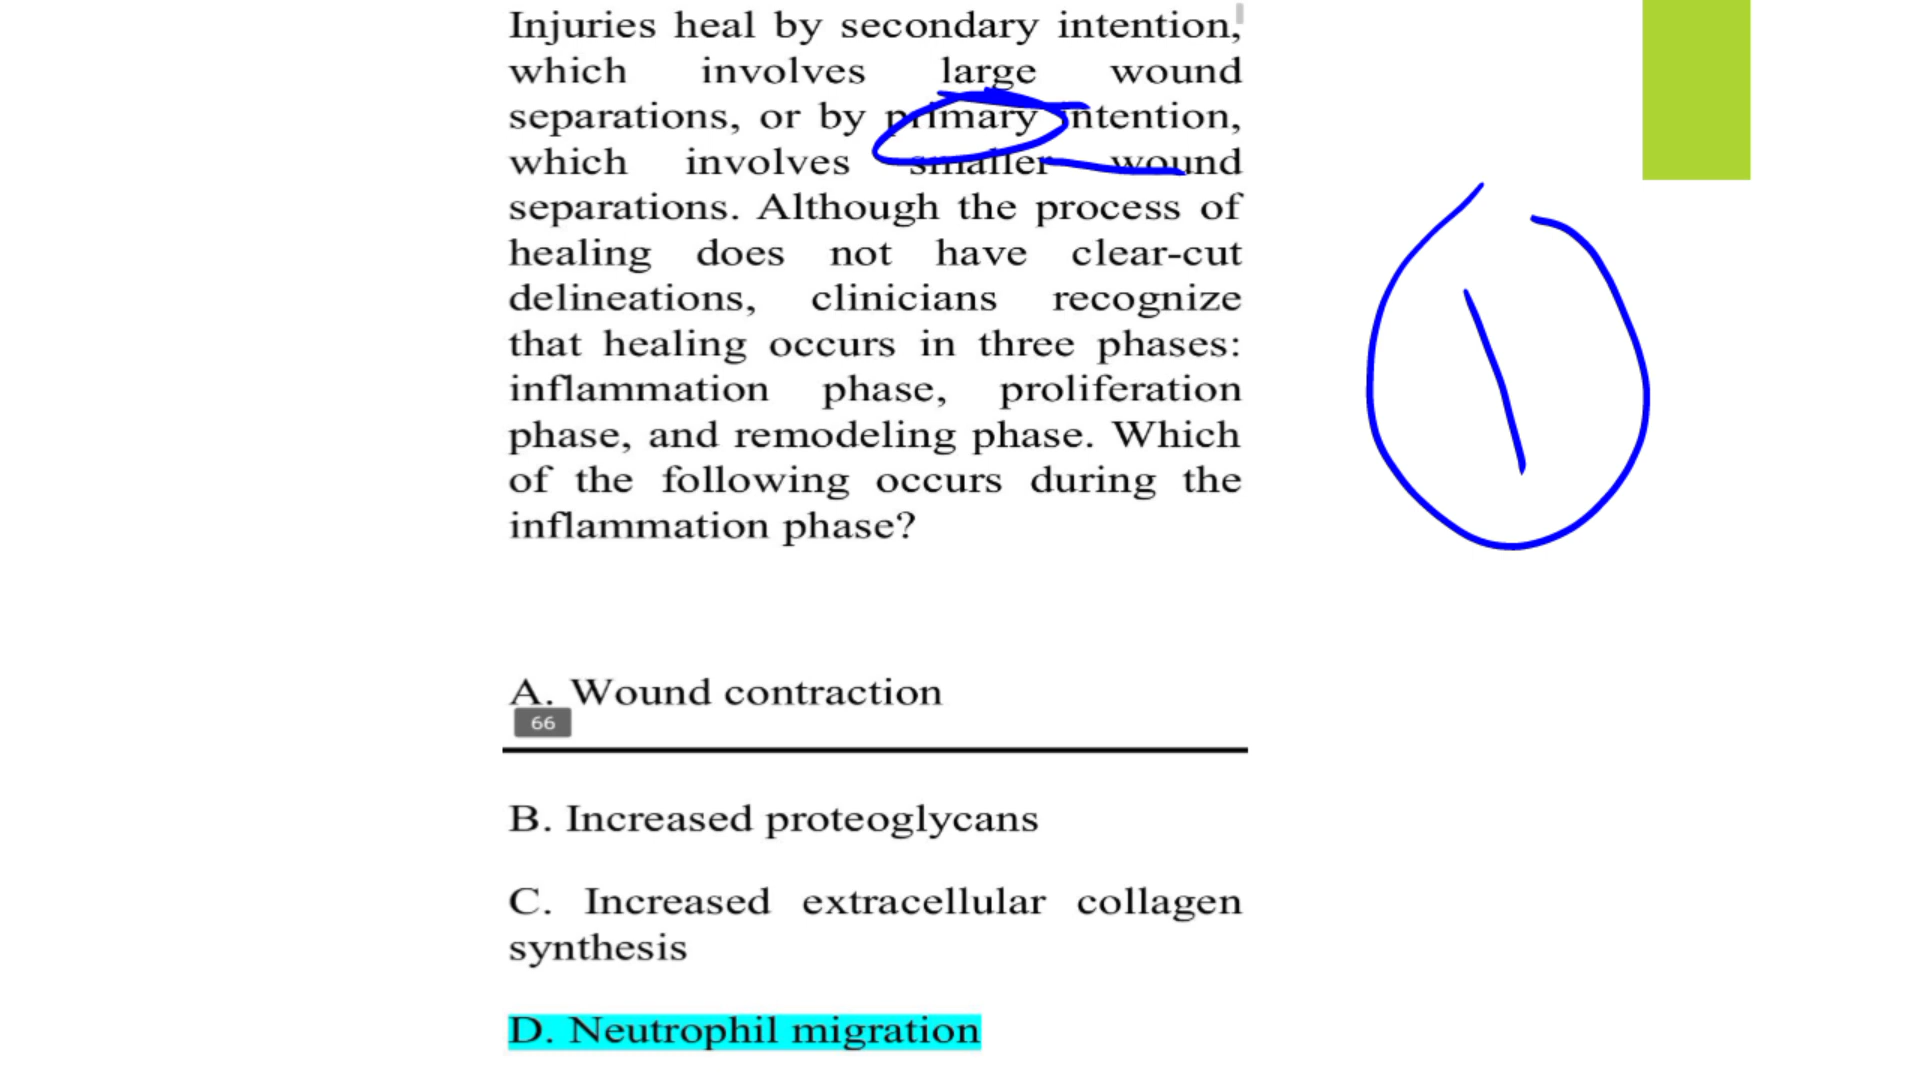 Injuries heal by secondary intention,
which involves large wound
separations, or by primary intention,
which involves smaller wound
separations. Although the process of
healing does not have clear-cut
delineations, clinicians recognize
that healing occurs in three phases:
inflammation phase, proliferation
phase, and remodeling phase. Which
of the following occurs during the
inflammation phase?
A. Wound contraction
66
B. Increased proteoglycans
C. Increased extracellular collagen
synthesis
D. Neutrophil migration